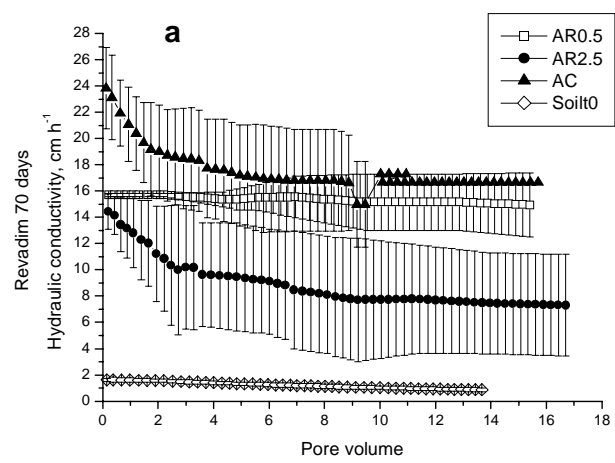 a
AR0.5
AR2.5
AC
Soilt0
Revadim 70 days
Hydraulic conductivity, cm h⁻¹
28
26
24
22
20
18
16
14
12
10
8
6
4
2
0
0 2 4 6 8 10 12 14 16 18
Pore volume